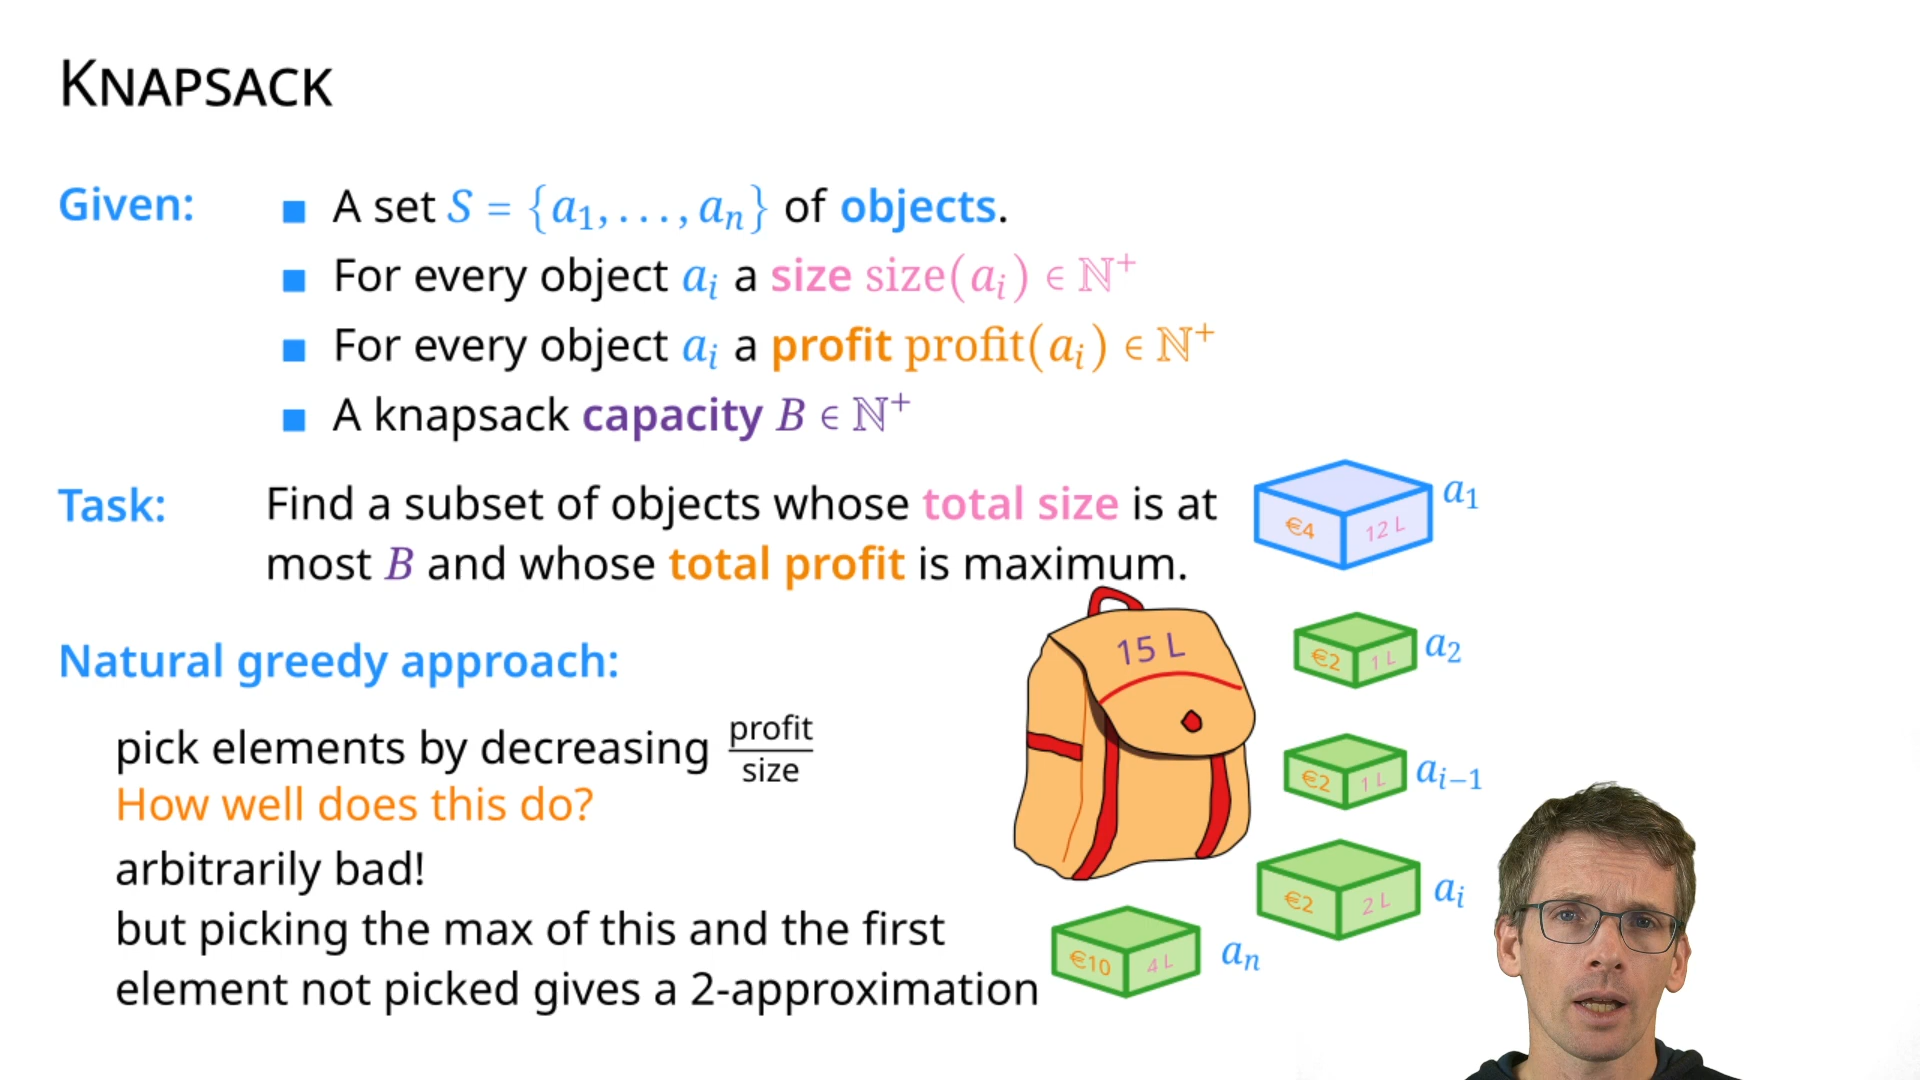 KNAPSACK
Given:
■ A set S = {a₁, . . . , aₙ} of objects.
■ For every object aᵢ a size size(aᵢ) ∈ ℕ⁺
■ For every object aᵢ a profit profit(aᵢ) ∈ ℕ⁺
■ A knapsack capacity B ∈ ℕ⁺
Task: Find a subset of objects whose total size is at
most B and whose total profit is maximum.
Natural greedy approach:
pick elements by decreasing profit/size
How well does this do?
arbitrarily bad!
but picking the max of this and the first
element not picked gives a 2-approximation
15 L
€4 12 L a₁
€2 1 L a₂
€2 1 L aᵢ₋₁
€2 2 L aᵢ
€10 4 L aₙ